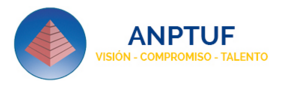 ANPTUF
VISIÓN - COMPROMISO - TALENTO